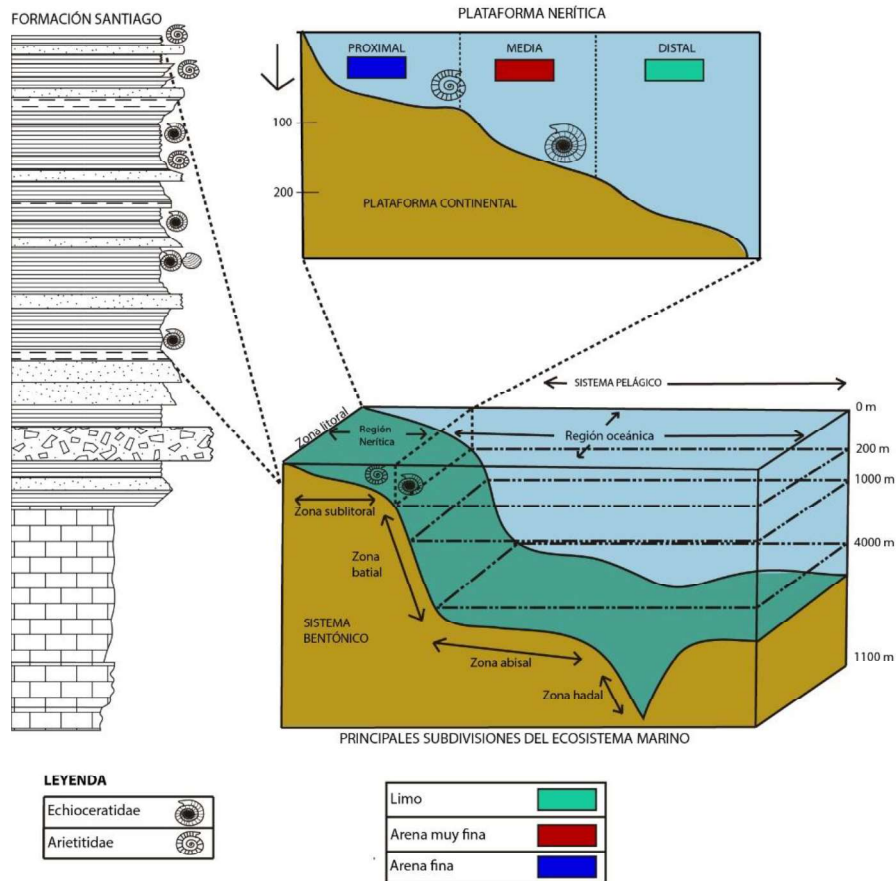 FORMACIÓN SANTIAGO
PLATAFORMA NERÍTICA
PROXIMAL
MEDIA
DISTAL
100
200
PLATAFORMA CONTINENTAL
SISTEMA PELÁGICO
0 m
Zona litoral
Región
Nerítica
Región oceánica
200 m
1000 m
Zona sublitoral
4000 m
Zona
batial
SISTEMA
BENTÓNICO
Zona abisal
1100 m
Zona hadal
PRINCIPALES SUBDIVISIONES DEL ECOSISTEMA MARINO
LEYENDA
Echioceratidae
Arietitidae
Limo
Arena muy fina
Arena fina